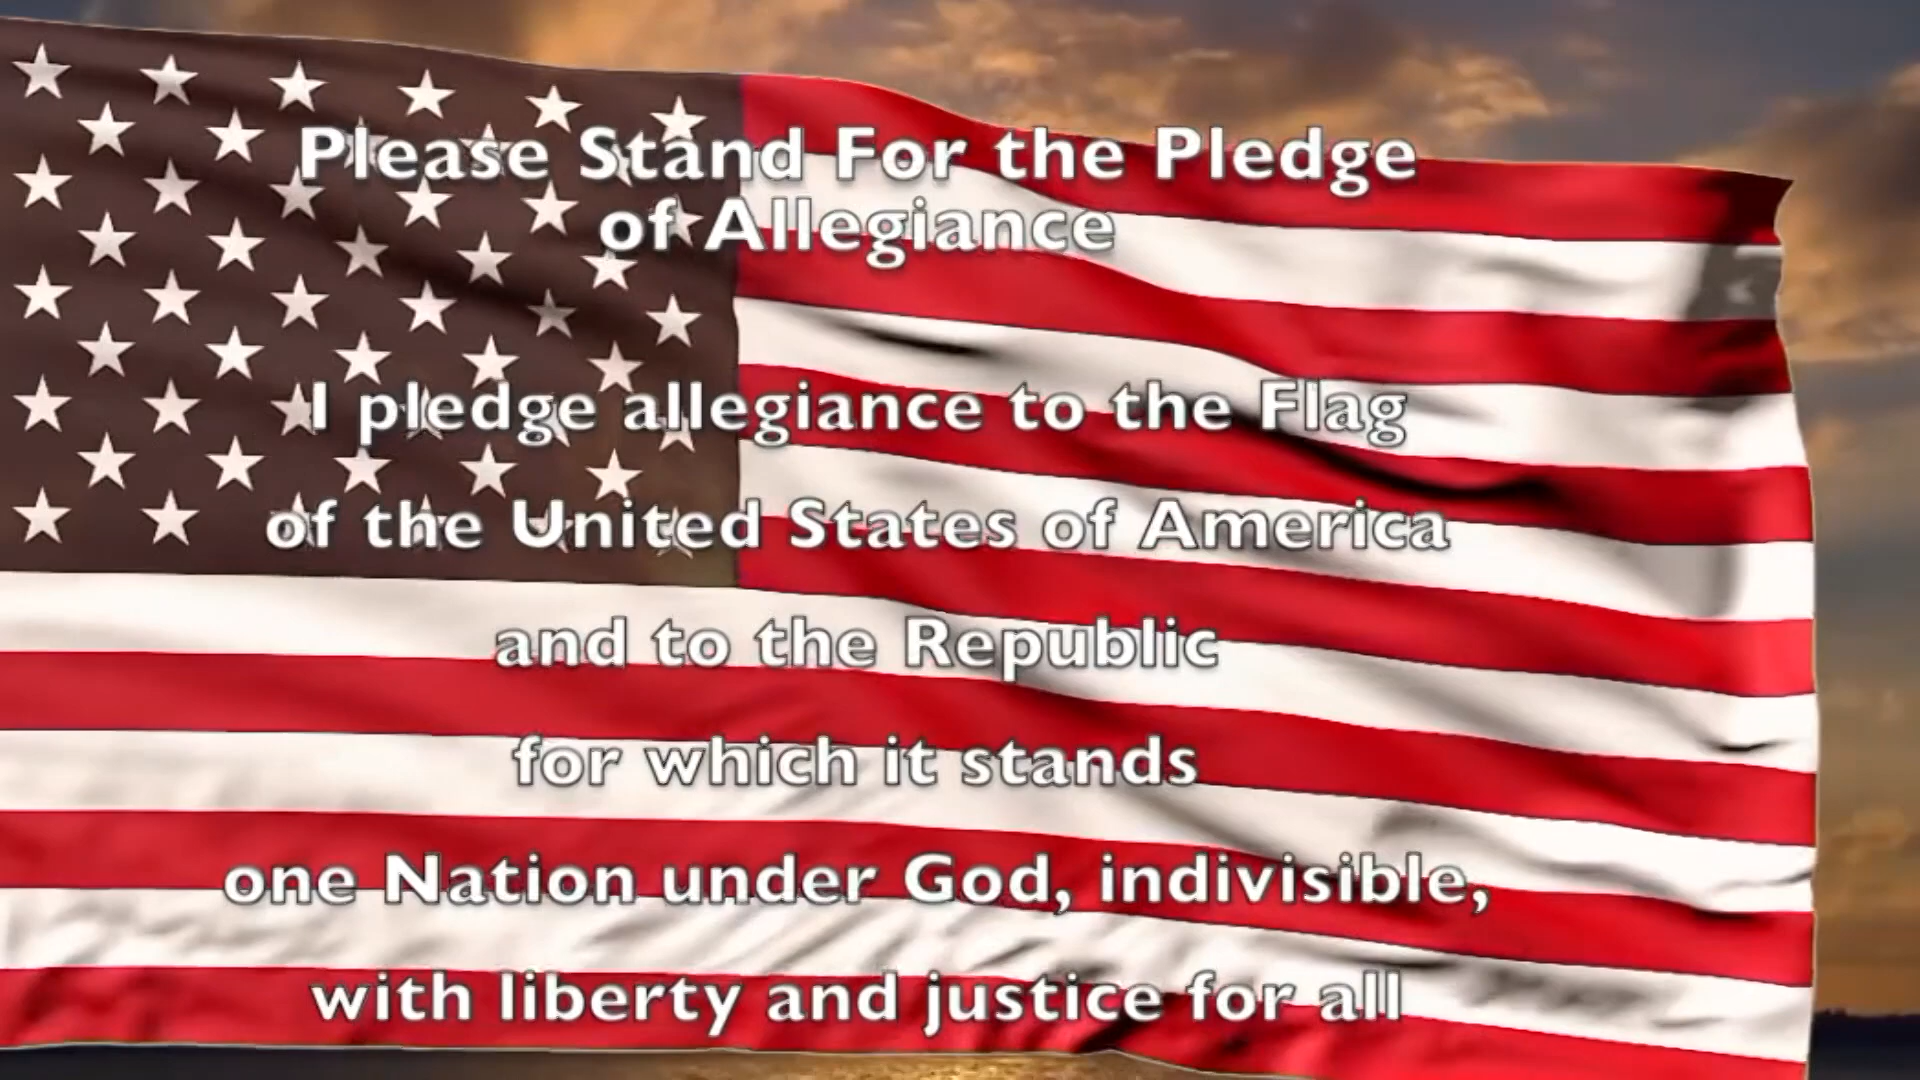 Please Stand For the Pledge
of Allegiance
I pledge allegiance to the Flag
of the United States of America
and to the Republic
for which it stands
one Nation under God, indivisible,
with liberty and justice for all